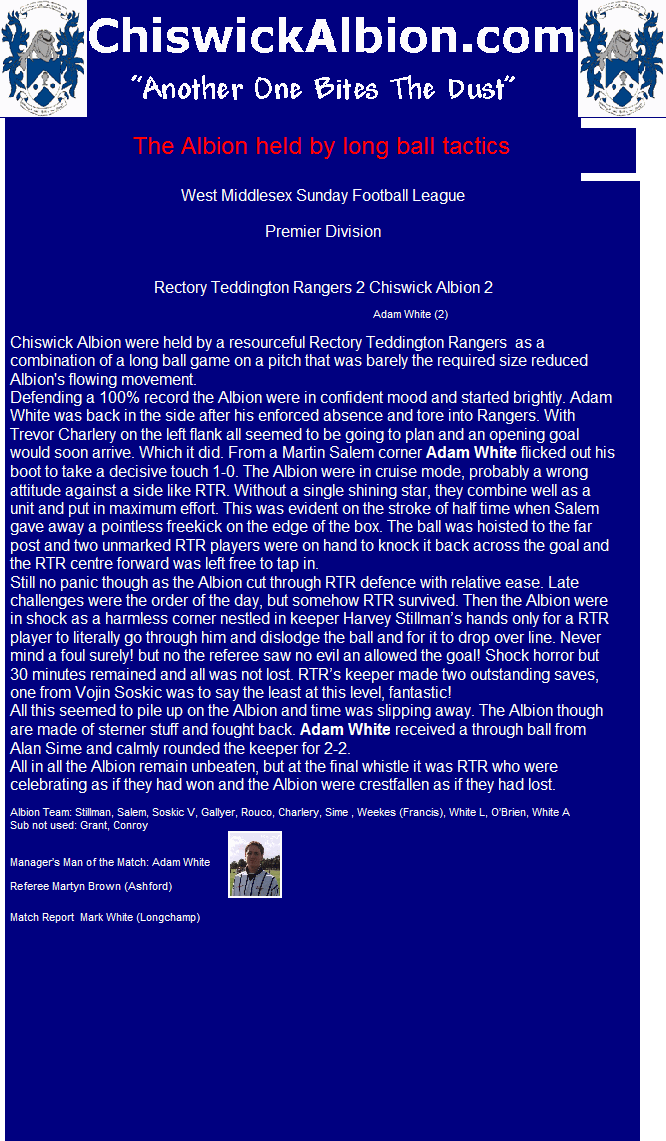 ChiswickAlbion.com
“Another One Bites The Dust”
The Albion held by long ball tactics
West Middlesex Sunday Football League
Premier Division
Rectory Teddington Rangers 2 Chiswick Albion 2
Adam White (2)
Chiswick Albion were held by a resourceful Rectory Teddington Rangers as a
combination of a long ball game on a pitch that was barely the required size reduced
Albion's flowing movement.
Defending a 100% record the Albion were in confident mood and started brightly. Adam
White was back in the side after his enforced absence and tore into Rangers. With
Trevor Charlery on the left flank all seemed to be going to plan and an opening goal
would soon arrive. Which it did. From a Martin Salem corner Adam White flicked out his
boot to take a decisive touch 1-0. The Albion were in cruise mode, probably a wrong
attitude against a side like RTR. Without a single shining star, they combine well as a
unit and put in maximum effort. This was evident on the stroke of half time when Salem
gave away a pointless freekick on the edge of the box. The ball was hoisted to the far
post and two unmarked RTR players were on hand to knock it back across the goal and
the RTR centre forward was left free to tap in.
Still no panic though as the Albion cut through RTR defence with relative ease. Late
challenges were the order of the day, but somehow RTR survived. Then the Albion were
in shock as a harmless corner nestled in keeper Harvey Stillman’s hands only for a RTR
player to literally go through him and dislodge the ball and for it to drop over line. Never
mind a foul surely! but no the referee saw no evil an allowed the goal! Shock horror but
30 minutes remained and all was not lost. RTR’s keeper made two outstanding saves,
one from Vojin Soskic was to say the least at this level, fantastic!
All this seemed to pile up on the Albion and time was slipping away. The Albion though
are made of sterner stuff and fought back. Adam White received a through ball from
Alan Sime and calmly rounded the keeper for 2-2.
All in all the Albion remain unbeaten, but at the final whistle it was RTR who were
celebrating as if they had won and the Albion were crestfallen as if they had lost.
Albion Team: Stillman, Salem, Soskic V, Gallyer, Rouco, Charlery, Sime , Weekes (Francis), White L, O'Brien, White A
Sub not used: Grant, Conroy
Manager's Man of the Match: Adam White
Referee Martyn Brown (Ashford)
Match Report Mark White (Longchamp)